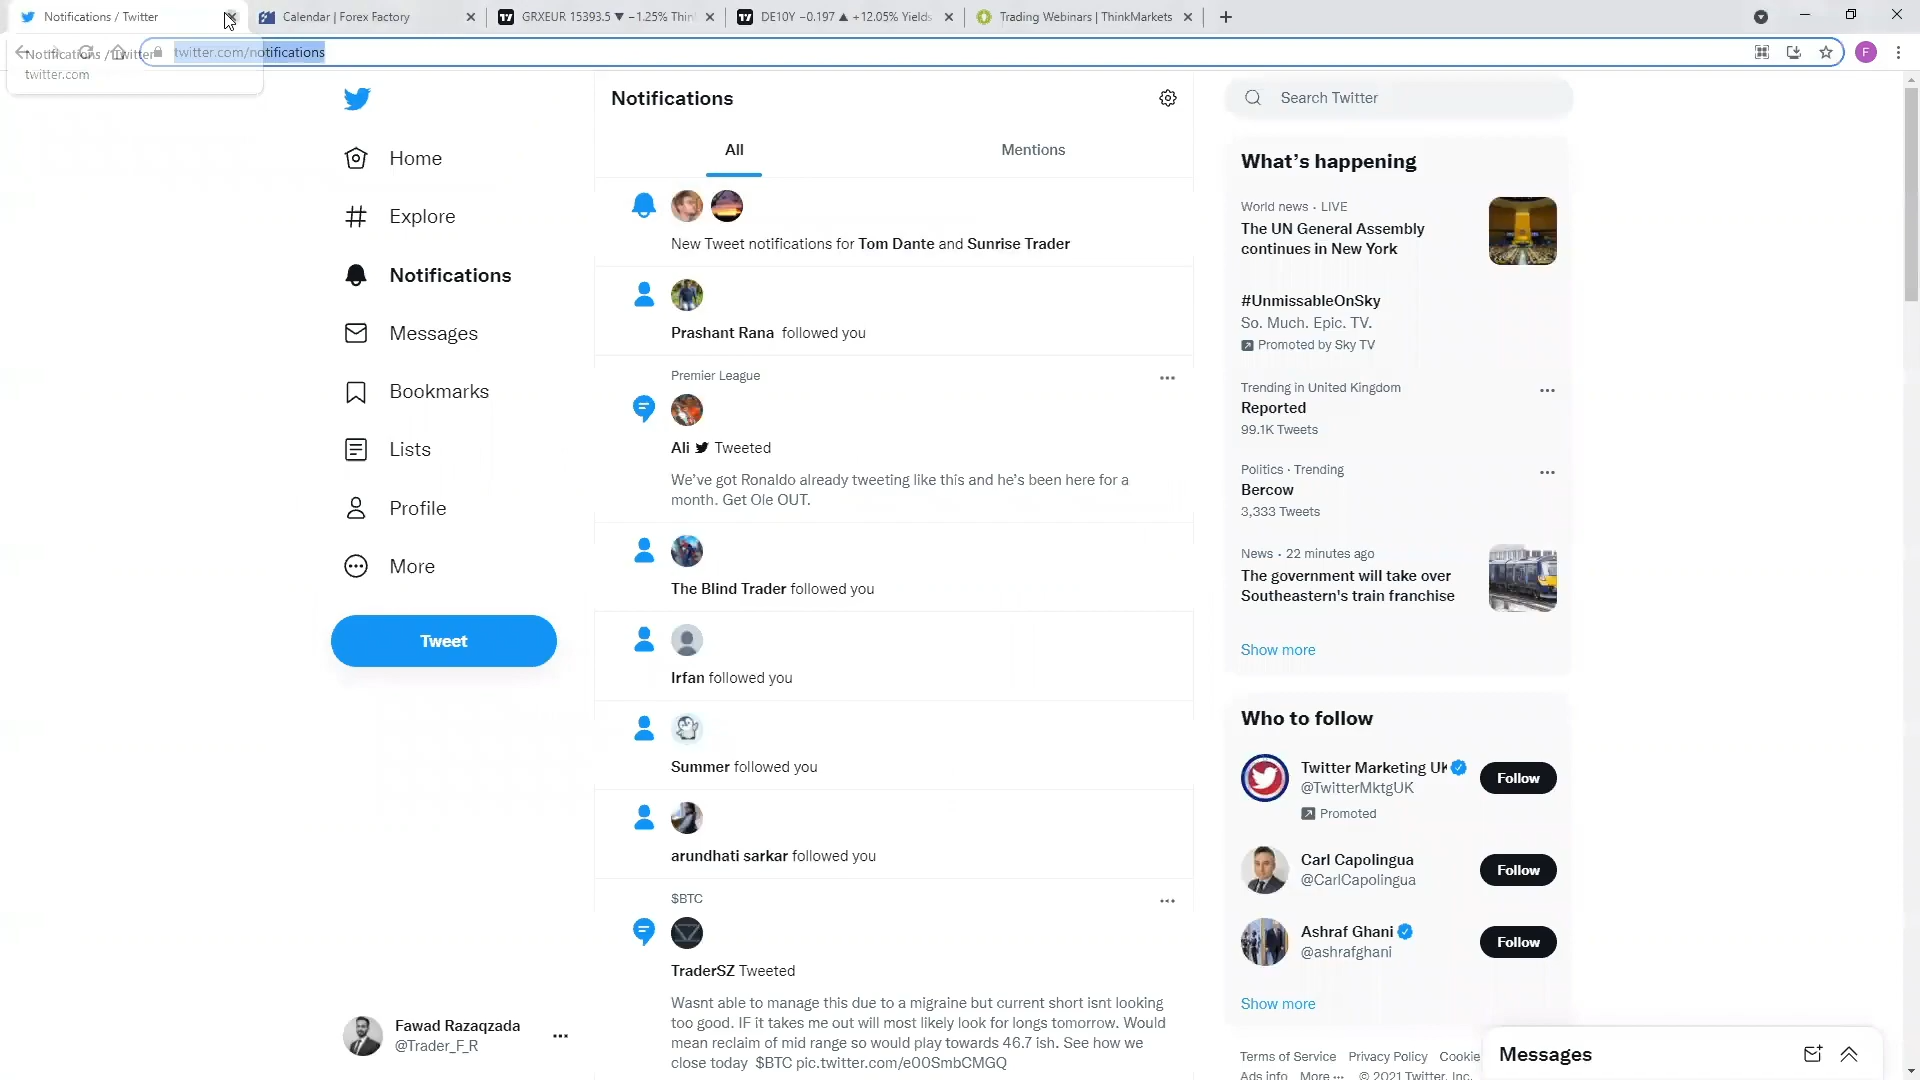 Notifications / Twitter
Calendar | Forex Factory
GRXEUR 15393.5 ▼ −1.25% Thin
DE10Y −0.197 ▲ +12.05% Yields
Trading Webinars | ThinkMarkets
twitter.com/notifications
F
Notifications / Twitter
twitter.com
Notifications
All
Mentions
Home
Explore
Notifications
Messages
Bookmarks
Lists
Profile
More
Tweet
Fawad Razaqzada
@Trader_F_R
New Tweet notifications for Tom Dante and Sunrise Trader
Prashant Rana followed you
Premier League
Ali Tweeted
We've got Ronaldo already tweeting like this and he's been here for a
month. Get Ole OUT.
The Blind Trader followed you
Irfan followed you
Summer followed you
arundhati sarkar followed you
$BTC
TraderSZ Tweeted
Wasnt able to manage this due to a migraine but current short isnt looking
too good. IF it takes me out will most likely look for longs tomorrow. Would
mean reclaim of mid range so would play towards 46.7 ish. See how we
close today $BTC pic.twitter.com/e00SmbCMGQ
Search Twitter
What's happening
World news · LIVE
The UN General Assembly
continues in New York
#UnmissableOnSky
So. Much. Epic. TV.
Promoted by Sky TV
Trending in United Kingdom
Reported
99.1K Tweets
Politics · Trending
Bercow
3,333 Tweets
News · 22 minutes ago
The government will take over
Southeastern's train franchise
Show more
Who to follow
Twitter Marketing UK
@TwitterMktgUK
Promoted
Follow
Carl Capolingua
@CarlCapolingua
Follow
Ashraf Ghani
@ashrafghani
Follow
Show more
Terms of Service Privacy Policy Cookie
Ads info More ··· © 2021 Twitter, Inc.
Messages